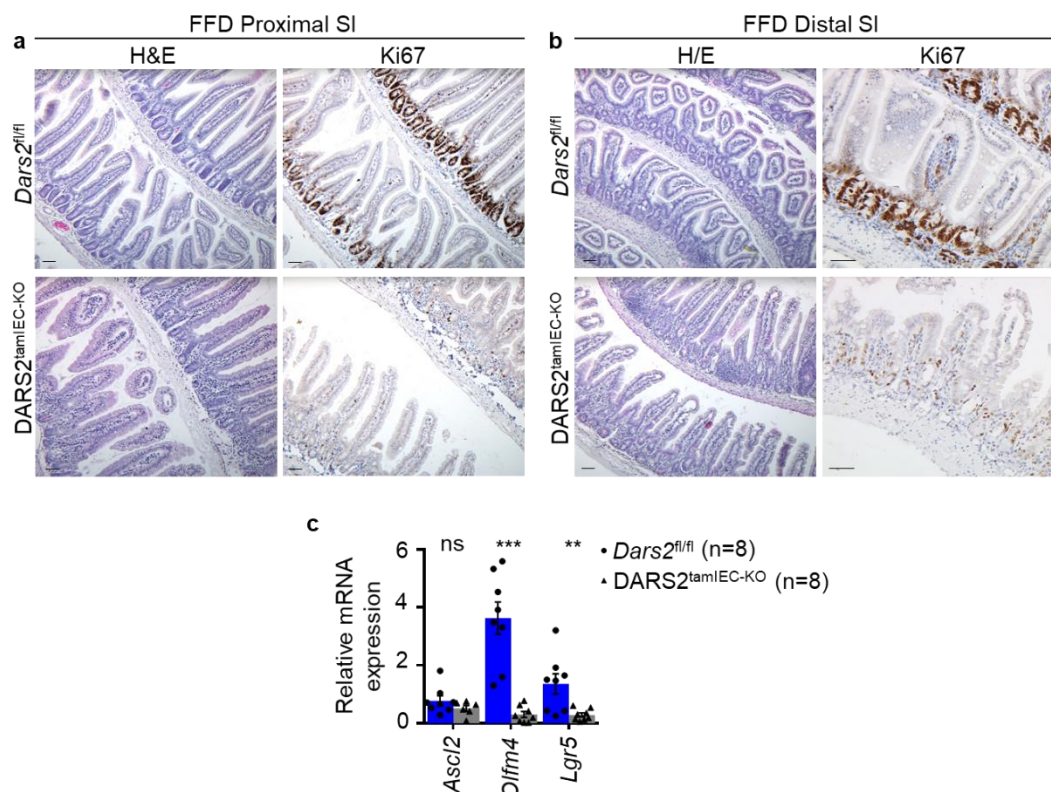 FFD Proximal SI
a
H&E
Ki67
Dars2fl/fl
DARS2tamIEC-KO
FFD Distal SI
b
H/E
Ki67
Dars2fl/fl
DARS2tamIEC-KO
c
Relative mRNA
expression
6
4
2
0
ns
***
**
Dars2fl/fl (n=8)
DARS2tamIEC-KO (n=8)
Ascl2
Olfm4
Lgr5